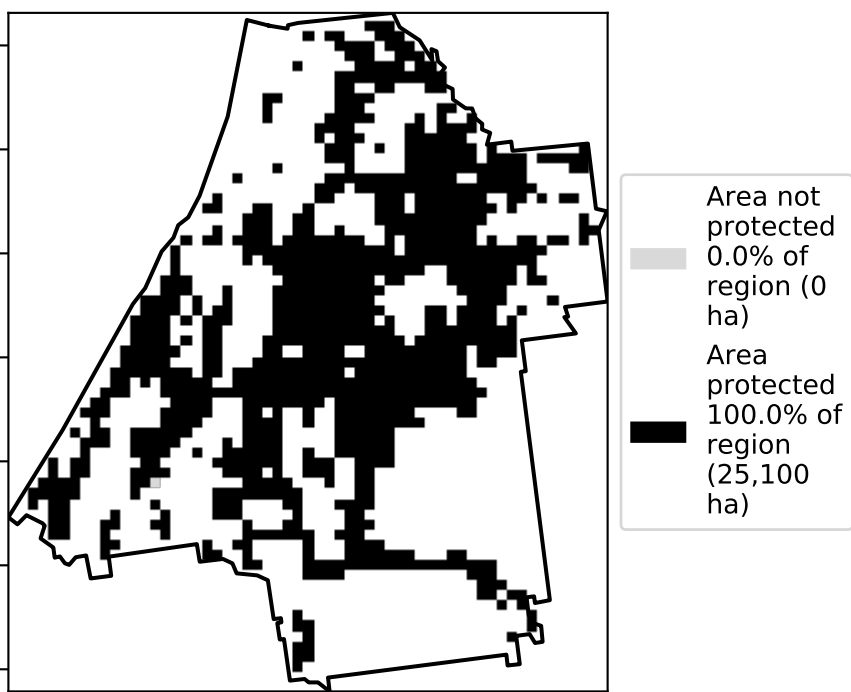 Area not
protected
0.0% of
region (0
ha)
Area
protected
100.0% of
region
(25,100
ha)